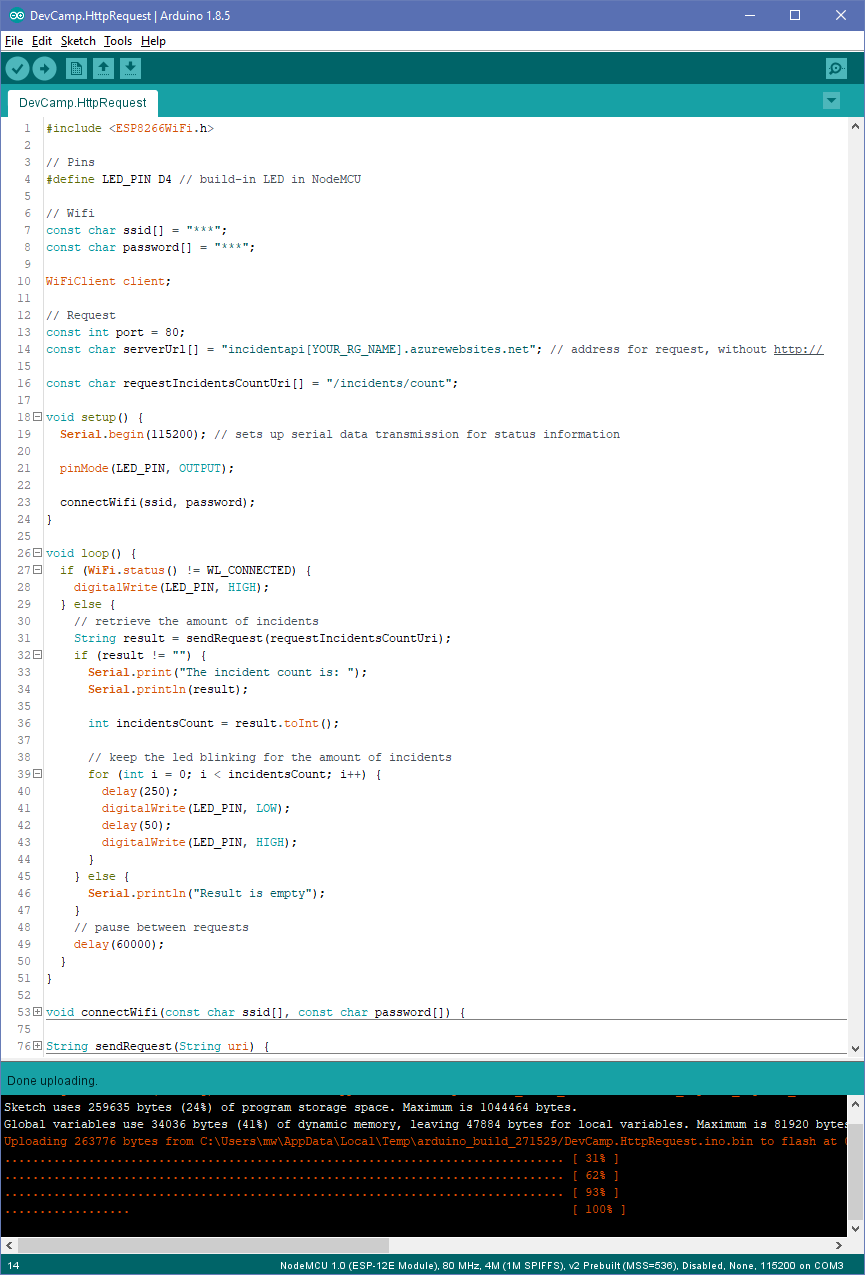 DevCamp.HttpRequest | Arduino 1.8.5
File Edit Sketch Tools Help
DevCamp.HttpRequest
1 #include <ESP8266WiFi.h>
2
3 // Pins
4 #define LED_PIN D4 // build-in LED in NodeMCU
5
6 // Wifi
7 const char ssid[] = "***";
8 const char password[] = "***";
9
10 WiFiClient client;
11
12 // Request
13 const int port = 80;
14 const char serverUrl[] = "incidentapi[YOUR_RG_NAME].azurewebsites.net"; // address for request, without http://
15
16 const char requestIncidentsCountUri[] = "/incidents/count";
17
18 void setup() {
19 Serial.begin(115200); // sets up serial data transmission for status information
20
21 pinMode(LED_PIN, OUTPUT);
22
23 connectWifi(ssid, password);
24 }
25
26 void loop() {
27 if (WiFi.status() != WL_CONNECTED) {
28 digitalWrite(LED_PIN, HIGH);
29 } else {
30 // retrieve the amount of incidents
31 String result = sendRequest(requestIncidentsCountUri);
32 if (result != "") {
33 Serial.print("The incident count is: ");
34 Serial.println(result);
35
36 int incidentsCount = result.toInt();
37
38 // keep the led blinking for the amount of incidents
39 for (int i = 0; i < incidentsCount; i++) {
40 delay(250);
41 digitalWrite(LED_PIN, LOW);
42 delay(50);
43 digitalWrite(LED_PIN, HIGH);
44 }
45 } else {
46 Serial.println("Result is empty");
47 }
48 // pause between requests
49 delay(60000);
50 }
51 }
52
53 void connectWifi(const char ssid[], const char password[]) {
75
76 String sendRequest(String uri) {
Done uploading.
Sketch uses 259635 bytes (24%) of program storage space. Maximum is 1044464 bytes.
Global variables use 34036 bytes (41%) of dynamic memory, leaving 47884 bytes for local variables. Maximum is 81920 bytes
Uploading 263776 bytes from C:\Users\mw\AppData\Local\Temp\arduino_build_271529/DevCamp.HttpRequest.ino.bin to flash at
................................................................................ [ 31% ]
................................................................................ [ 62% ]
................................................................................ [ 93% ]
.................. [ 100% ]
14 NodeMCU 1.0 (ESP-12E Module), 80 MHz, 4M (1M SPIFFS), v2 Prebuilt (MSS=536), Disabled, None, 115200 on COM3